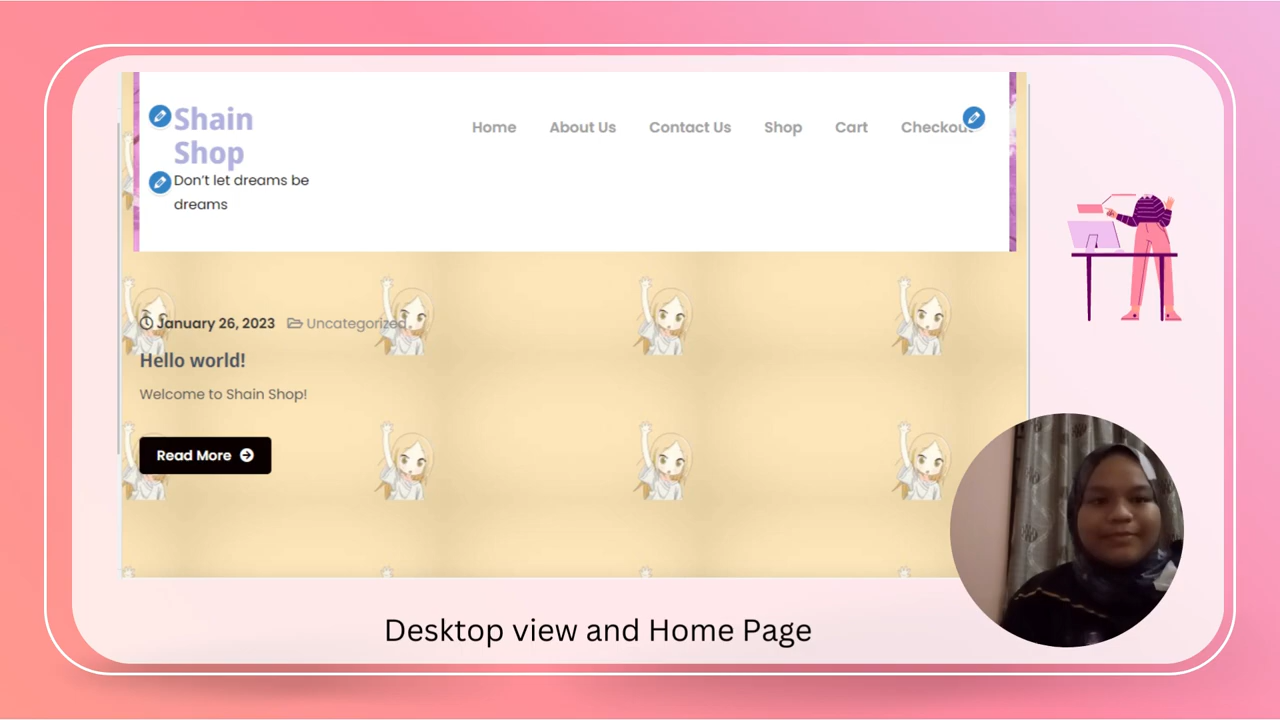 Shain
Shop
Don't let dreams be
dreams
Home About Us Contact Us Shop Cart Checkout
January 26, 2023 Uncategorized
Hello world!
Welcome to Shain Shop!
Read More
Desktop view and Home Page